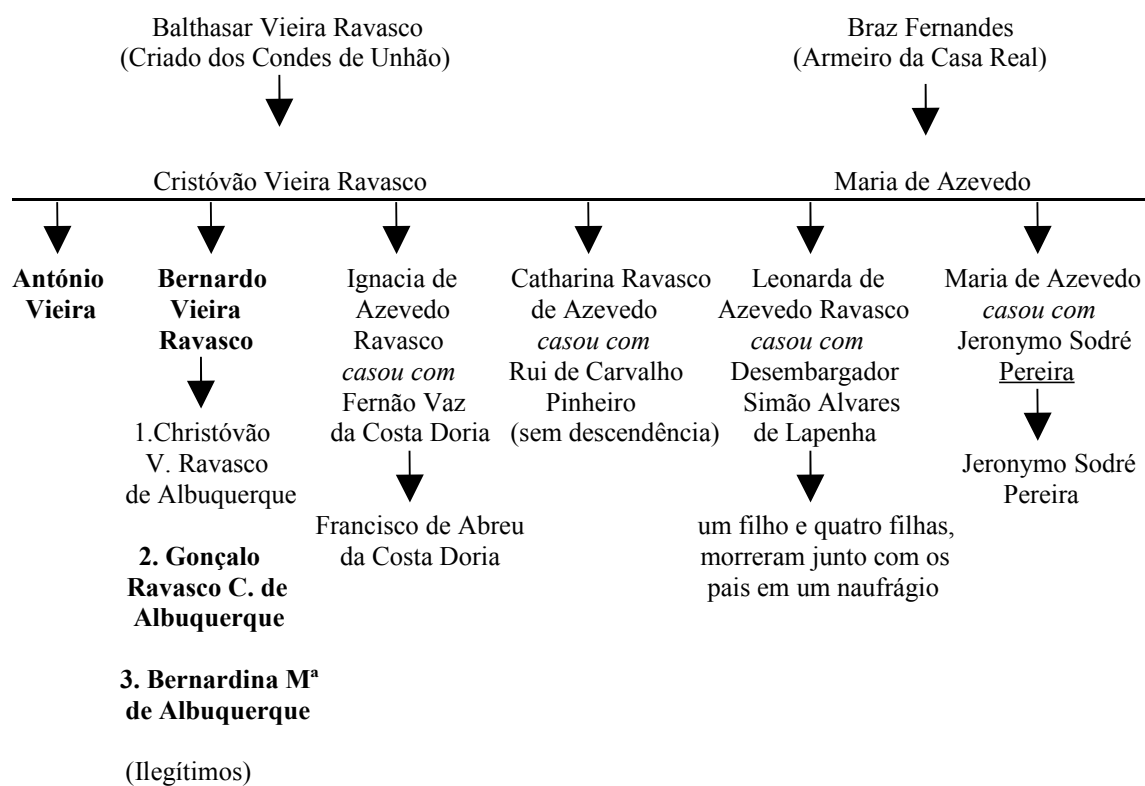 Balthasar Vieira Ravasco
(Criado dos Condes de Unhão)
Braz Fernandes
(Armeiro da Casa Real)
Cristóvão Vieira Ravasco
Maria de Azevedo
António
Vieira
Bernardo
Vieira
Ravasco
1.Christóvão
V. Ravasco
de Albuquerque
2. Gonçalo
Ravasco C. de
Albuquerque
3. Bernardina Mª
de Albuquerque
(Ilegítimos)
Ignacia de
Azevedo
Ravasco
casou com
Fernão Vaz
da Costa Doria
Francisco de Abreu
da Costa Doria
Catharina Ravasco
de Azevedo
casou com
Rui de Carvalho
Pinheiro
(sem descendência)
Leonarda de
Azevedo Ravasco
casou com
Desembargador
Simão Alvares
de Lapenha
um filho e quatro filhas,
morreram junto com os
pais em um naufrágio
Maria de Azevedo
casou com
Jeronymo Sodré
Pereira
Jeronymo Sodré
Pereira